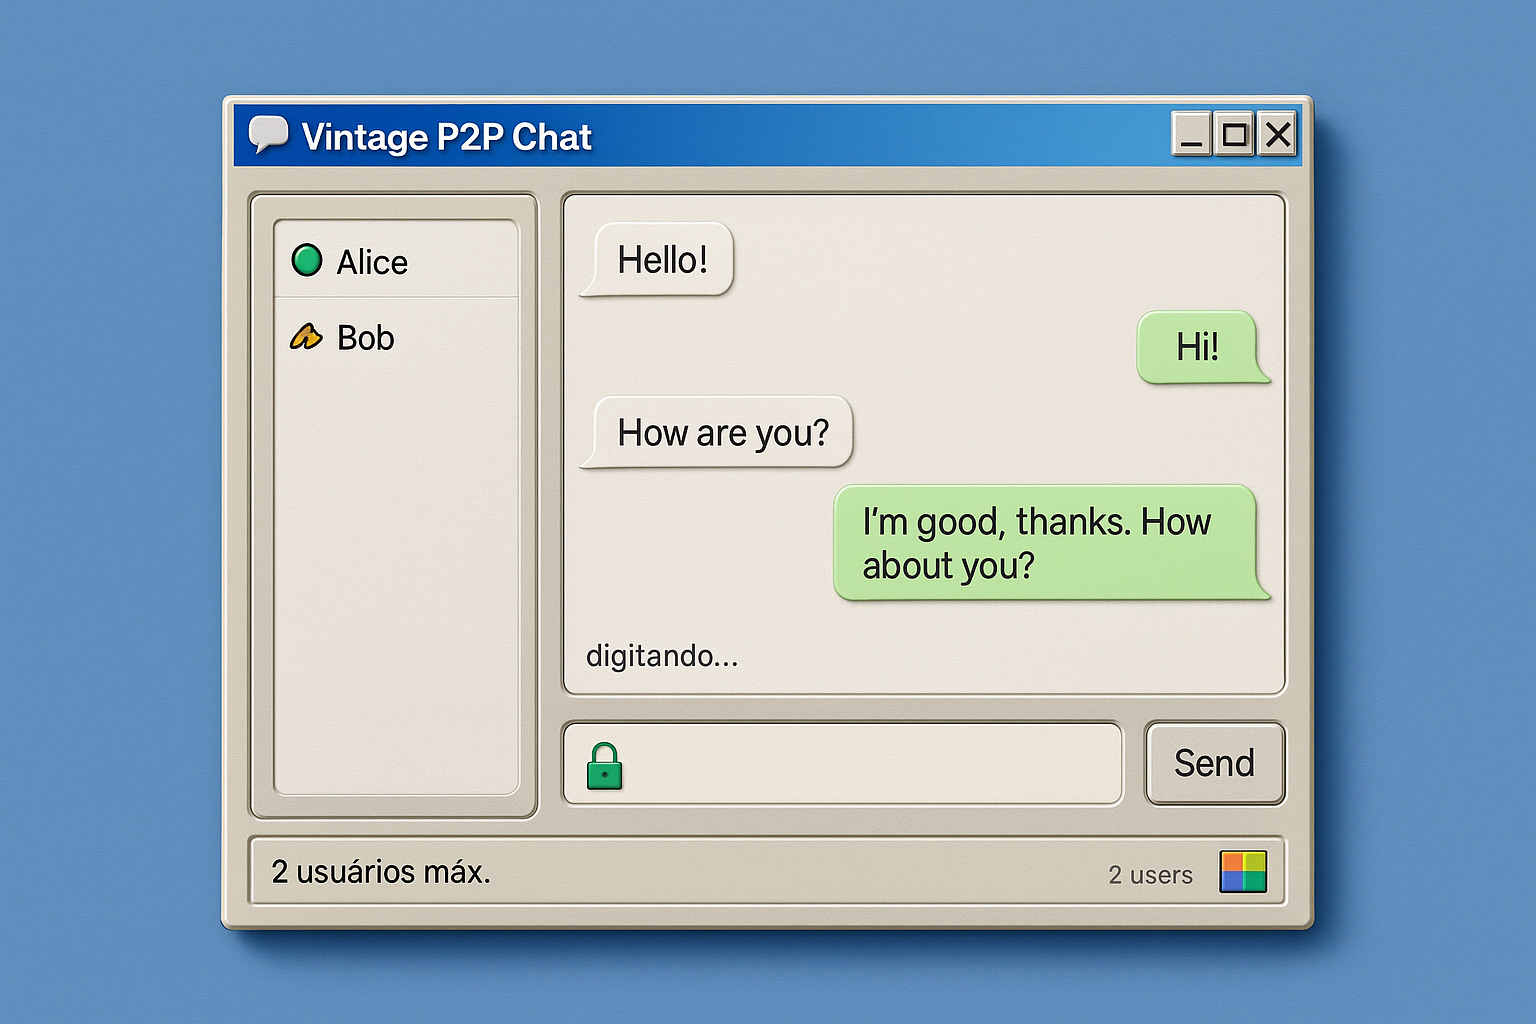 Vintage P2P Chat
Alice
Bob
Hello!
Hi!
How are you?
I'm good, thanks. How
about you?
digitando...
Send
2 usuários máx.
2 users